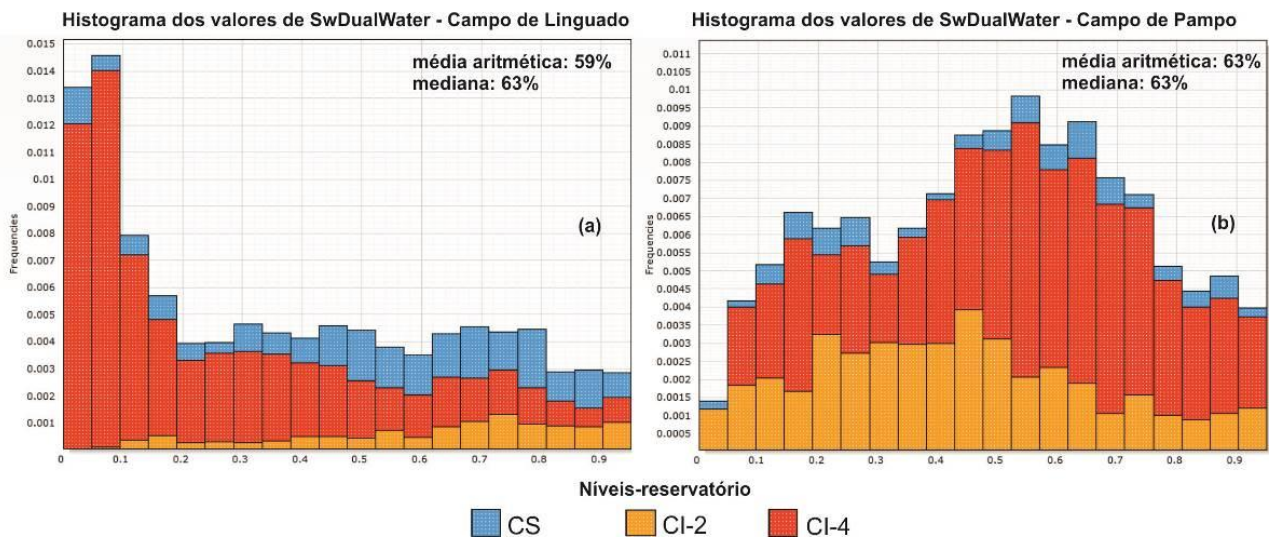 Histograma dos valores de SwDualWater - Campo de Linguado
0.015
0.014
0.013
0.012
0.011
0.01
0.009
0.008
0.007
0.006
0.005
0.004
0.003
0.002
0.001
Frequencies
média aritmética: 59%
mediana: 63%
(a)
0 0.1 0.2 0.3 0.4 0.5 0.6 0.7 0.8 0.9
Histograma dos valores de SwDualWater - Campo de Pampo
0.011
0.0105
0.01
0.0095
0.009
0.0085
0.008
0.0075
0.007
0.0065
0.006
0.0055
0.005
0.0045
0.004
0.0035
0.003
0.0025
0.002
0.0015
0.001
0.0005
Frequencies
média aritmética: 63%
mediana: 63%
(b)
0 0.1 0.2 0.3 0.4 0.5 0.6 0.7 0.8 0.9
Níveis-reservatório
CS CI-2 CI-4